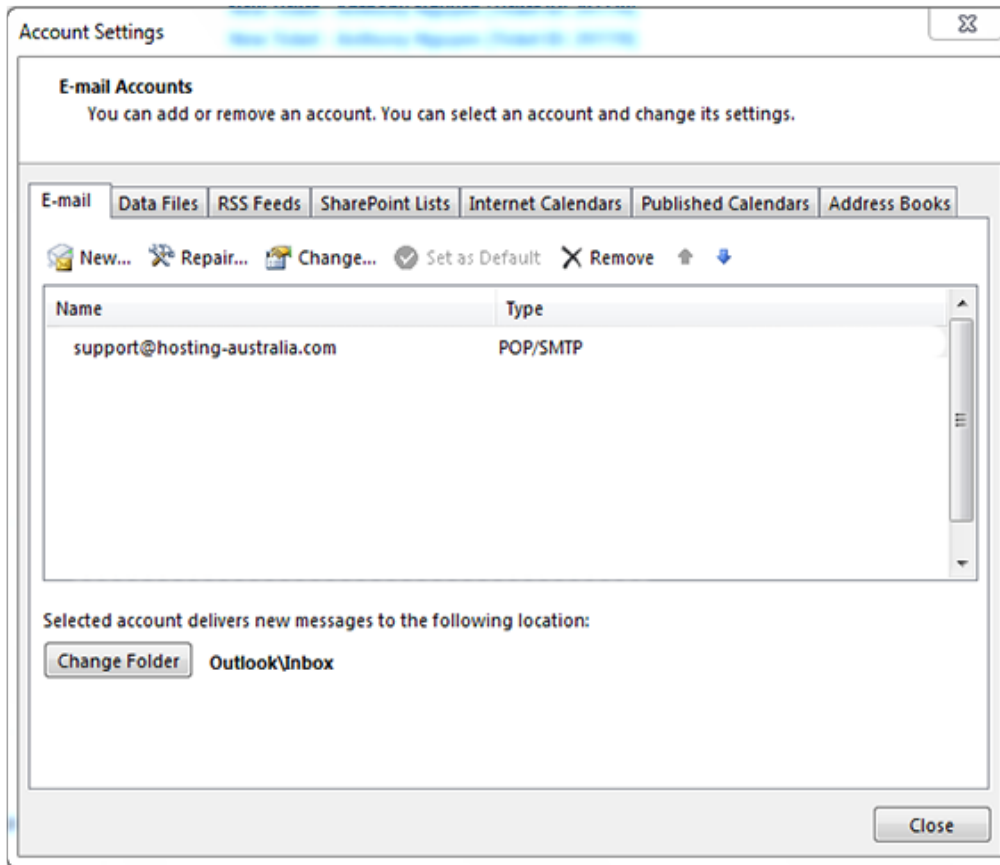 Account Settings
E-mail Accounts
You can add or remove an account. You can select an account and change its settings.
E-mail Data Files RSS Feeds SharePoint Lists Internet Calendars Published Calendars Address Books
New... Repair... Change... Set as Default Remove
Name Type
support@hosting-australia.com POP/SMTP
Selected account delivers new messages to the following location:
Change Folder Outlook\Inbox
Close